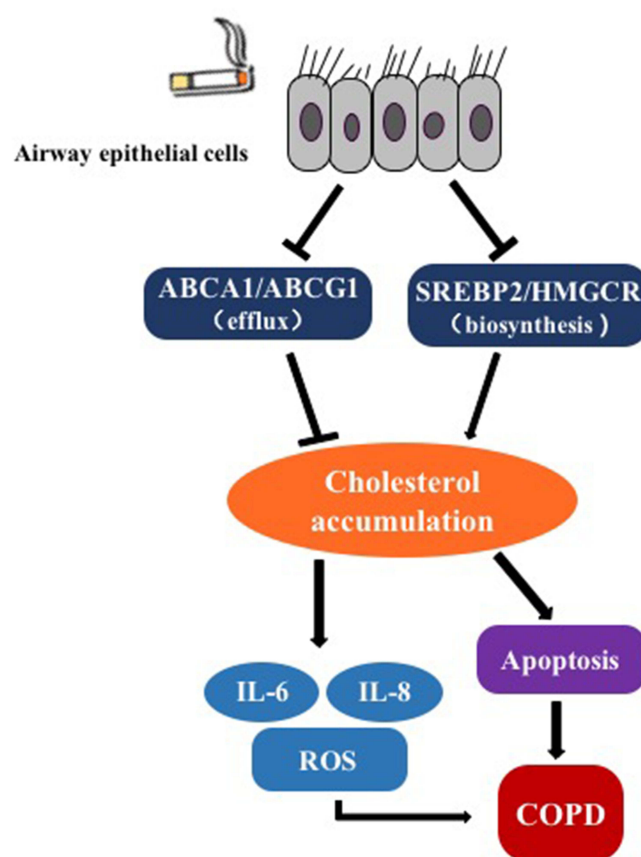 Airway epithelial cells
ABCA1/ABCG1
（efflux）
SREBP2/HMGCR
（biosynthesis）
Cholesterol
accumulation
Apoptosis
IL-6
IL-8
ROS
COPD